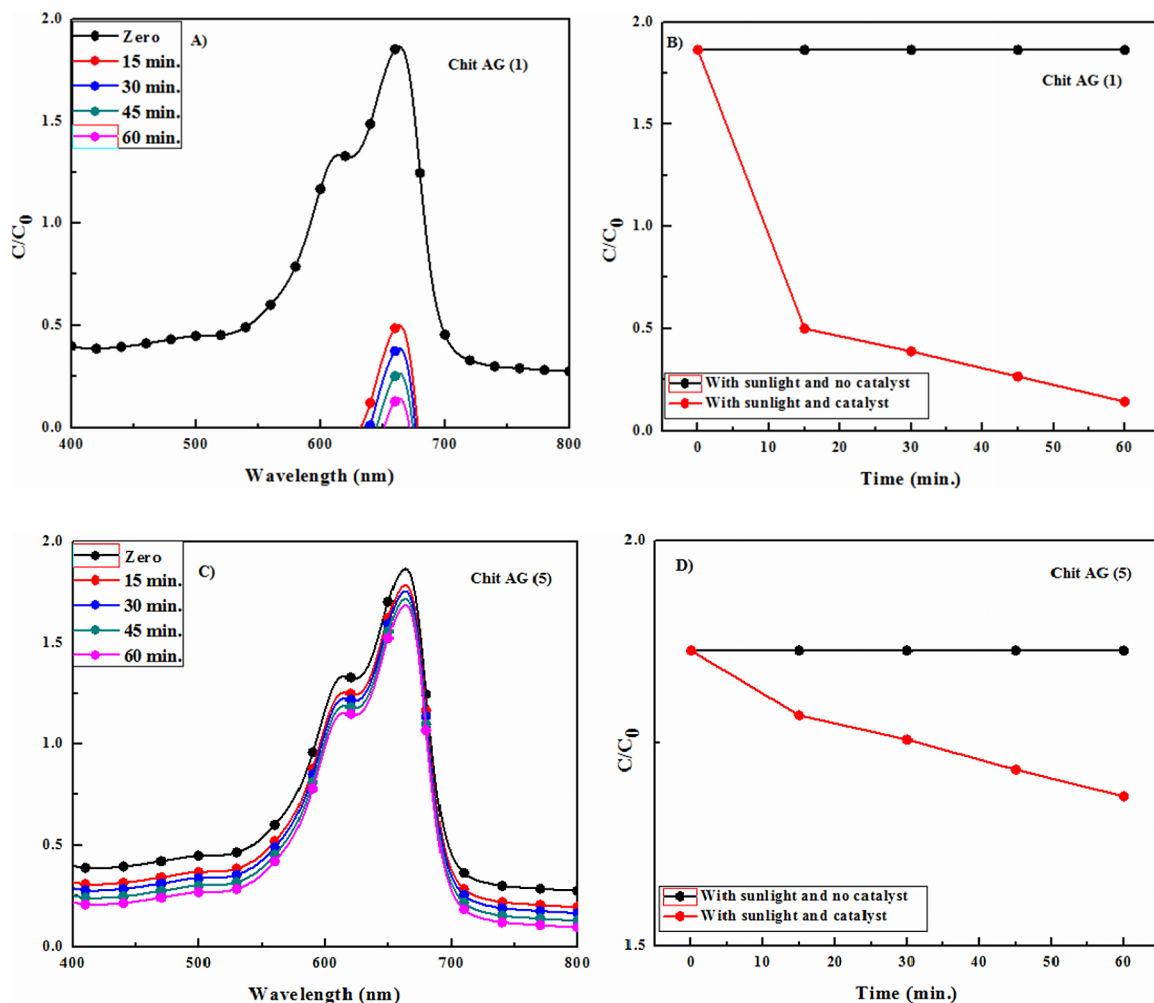 2.0
1.5
1.0
0.5
0.0
C/C0
Zero
15 min.
30 min.
45 min.
60 min.
A)
Chit AG (1)
400 500 600 700 800
Wavelength (nm)
2.0
1.5
1.0
0.5
0.0
C/C0
B)
Chit AG (1)
With sunlight and no catalyst
With sunlight and catalyst
0 10 20 30 40 50 60
Time (min.)
2.0
1.5
1.0
0.5
0.0
Zero
15 min.
30 min.
45 min.
60 min.
C)
Chit AG (5)
400 500 600 700 800
Wavelength (nm)
2.0
1.5
C/C0
D)
Chit AG (5)
With sunlight and no catalyst
With sunlight and catalyst
0 10 20 30 40 50 60
Time (min.)